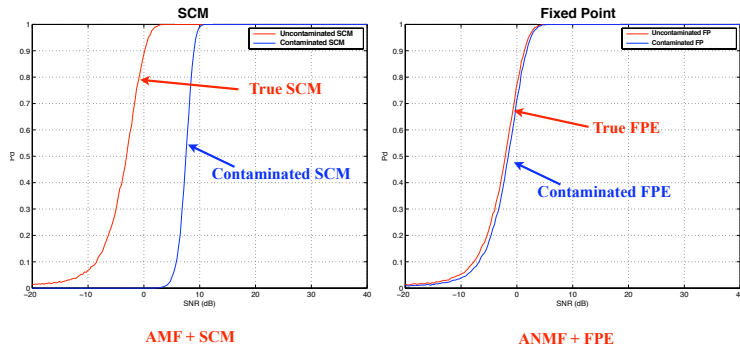 SCM
Uncontaminated SCM
Contaminated SCM
True SCM
Contaminated SCM
Pd
1
0.9
0.8
0.7
0.6
0.5
0.4
0.3
0.2
0.1
0
−20
−10
0
10
20
30
40
SNR (dB)
AMF + SCM
Fixed Point
Uncontaminated FP
Contaminated FP
True FPE
Contaminated FPE
Pd
1
0.9
0.8
0.7
0.6
0.5
0.4
0.3
0.2
0.1
0
−20
−10
0
10
20
30
40
SNR (dB)
ANMF + FPE